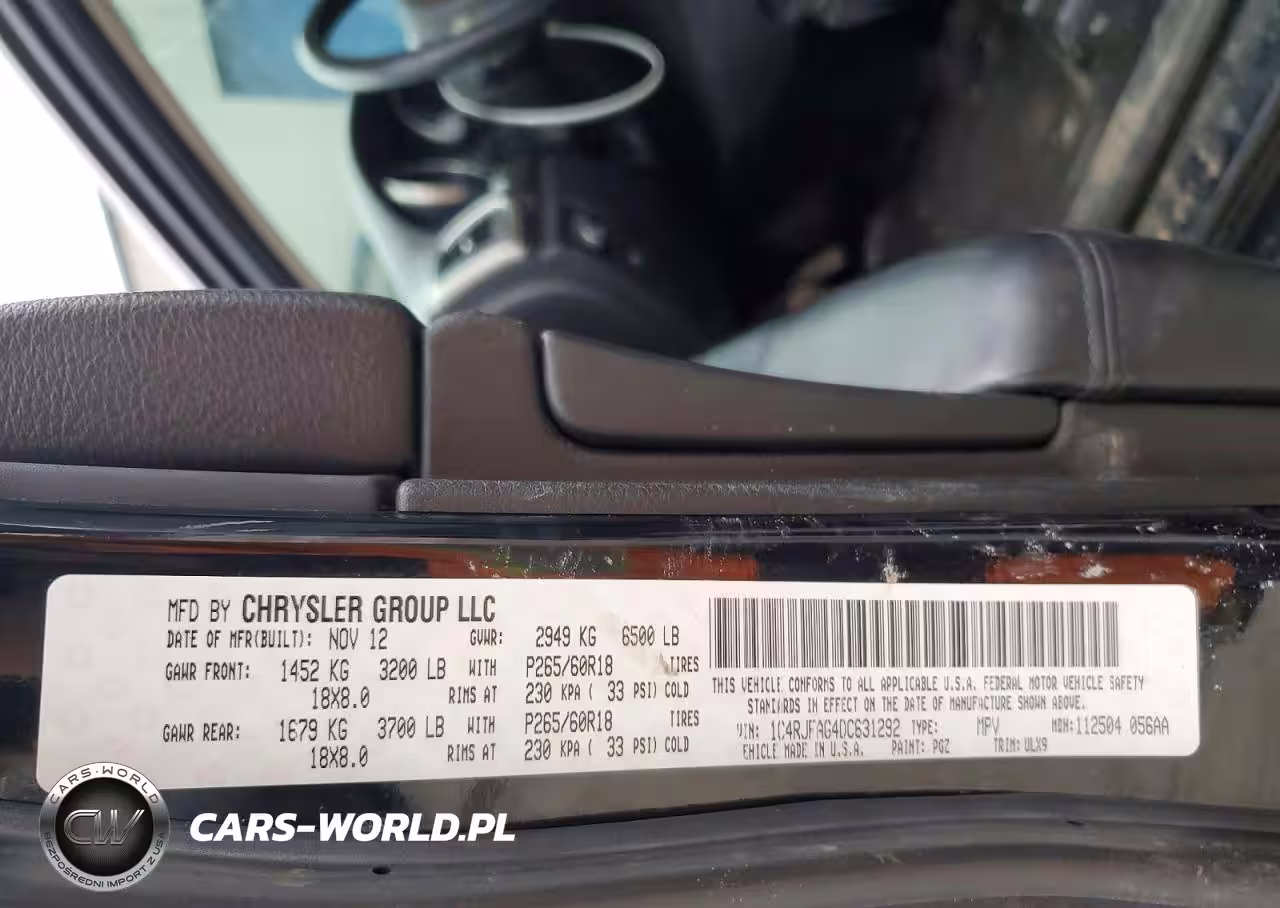 MFD BY CHRYSLER GROUP LLC
DATE OF MFR(BUILT): NOV 12 GVWR: 2949 KG 6500 LB
GAWR FRONT: 1452 KG 3200 LB WITH P265/60R18 TIRES
18X8.0 RIMS AT 230 KPA ( 33 PSI) COLD
GAWR REAR: 1679 KG 3700 LB WITH P265/60R18 TIRES
18X8.0 RIMS AT 230 KPA ( 33 PSI) COLD
THIS VEHICLE CONFORMS TO ALL APPLICABLE U.S.A. FEDERAL MOTOR VEHICLE SAFETY
STANDARDS IN EFFECT ON THE DATE OF MANUFACTURE SHOWN ABOVE.
VIN: 1C4RJFAG4DC631292 TYPE: MPV MDH: 112504 056AA
EHICLE MADE IN U.S.A. PAINT: PGZ TRIM: ULX9
CARS-WORLD
CW
BEZPOŚREDNI IMPORT Z USA
CARS-WORLD.PL